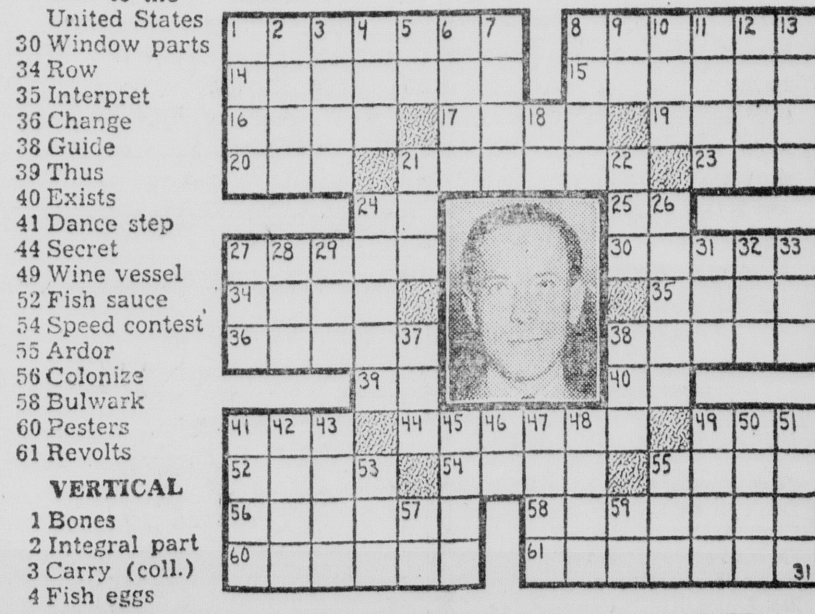 to the
United States
30 Window parts
34 Row
35 Interpret
36 Change
38 Guide
39 Thus
40 Exists
41 Dance step
44 Secret
49 Wine vessel
52 Fish sauce
54 Speed contest
55 Ardor
56 Colonize
58 Bulwark
60 Pesters
61 Revolts
VERTICAL
1 Bones
2 Integral part
3 Carry (coll.)
4 Fish eggs
1 2 3 4 5 6 7 8 9 10 11 12 13
14 15
16 17 18 19
20 21 22 23
24 25 26
27 28 29 30 31 32 33
34 35
36 37 38
39 40
41 42 43 44 45 46 47 48 49 50 51
52 53 54 55
56 57 58 59
60 61 31